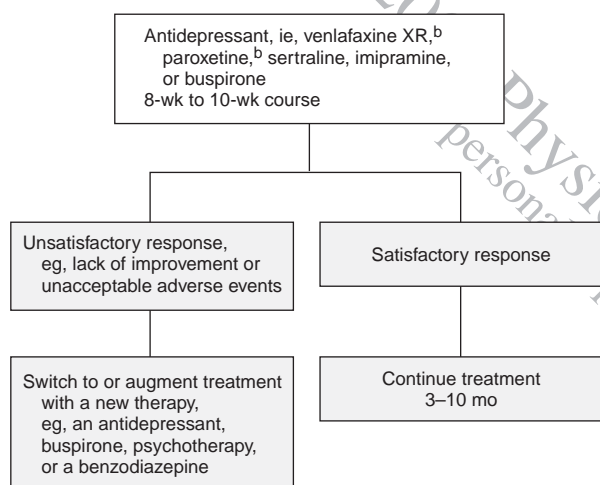 Antidepressant, ie, venlafaxine XR,b
paroxetine,b sertraline, imipramine,
or buspirone
8-wk to 10-wk course
Unsatisfactory response,
eg, lack of improvement or
unacceptable adverse events
Satisfactory response
Switch to or augment treatment
with a new therapy,
eg, an antidepressant,
buspirone, psychotherapy,
or a benzodiazepine
Continue treatment
3–10 mo